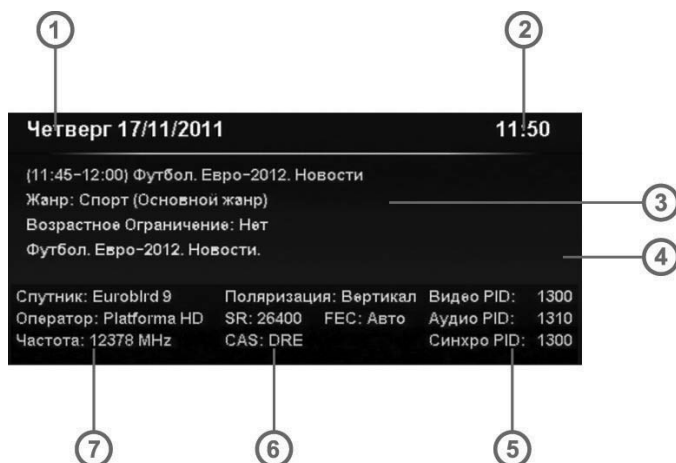 1 2
Четверг 17/11/2011 11:50
(11:45-12:00) Футбол. Евро-2012. Новости
Жанр: Спорт (Основной жанр) 3
Возрастное Ограничение: Нет
Футбол. Евро-2012. Новости. 4
Спутник: Eurobird 9 Поляризация: Вертикал Видео PID: 1300
Оператор: Platforma HD SR: 26400 FEC: Авто Аудио PID: 1310
Частота: 12378 MHz CAS: DRE Синхро PID: 1300
7 6 5